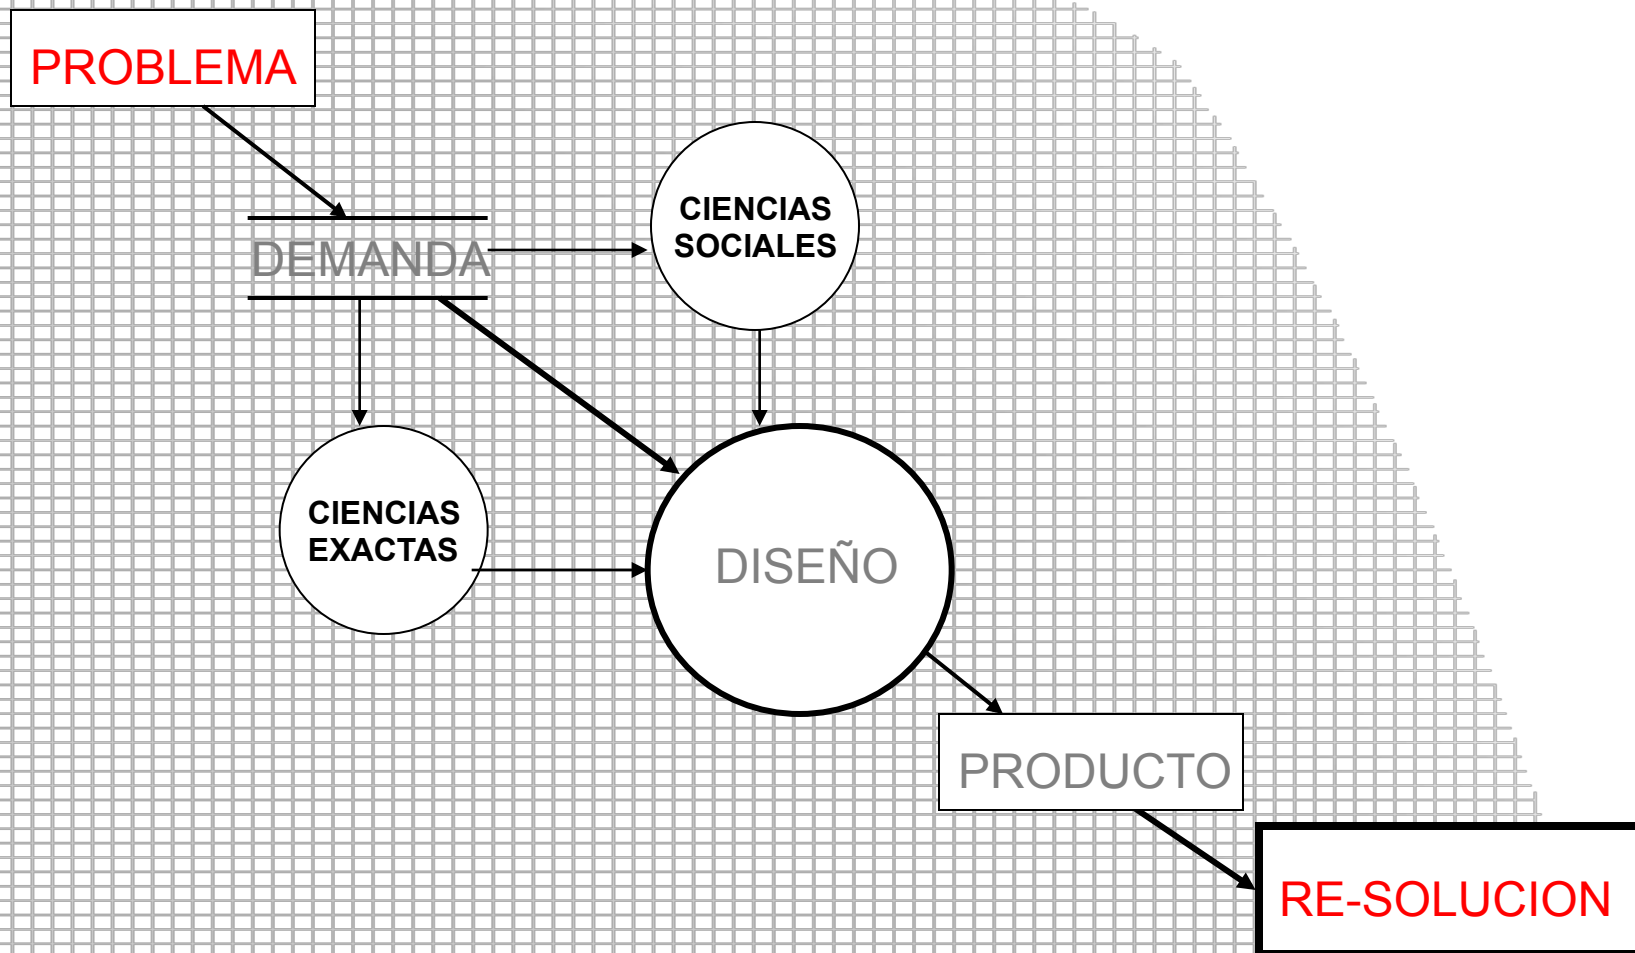 PROBLEMA
CIENCIAS
SOCIALES
DEMANDA
CIENCIAS
EXACTAS
DISEÑO
PRODUCTO
RE-SOLUCION